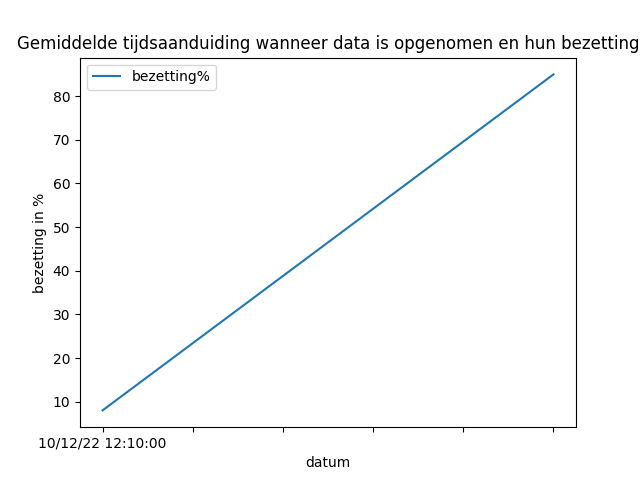 Gemiddelde tijdsaanduiding wanneer data is opgenomen en hun bezetting
bezetting%
80
70
60
50
40
30
20
10
bezetting in %
10/12/22 12:10:00
datum